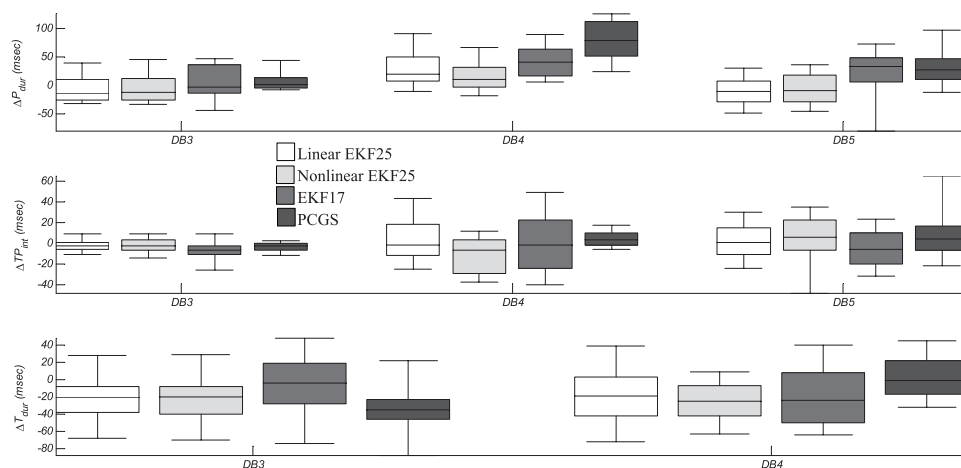 ΔP_dur (msec)
100
50
0
-50
DB3
DB4
DB5
Linear EKF25
Nonlinear EKF25
EKF17
PCGS
ΔTP_int (msec)
60
40
20
0
-20
-40
DB3
DB4
DB5
ΔT_dur (msec)
40
20
0
-20
-40
-60
-80
DB3
DB4